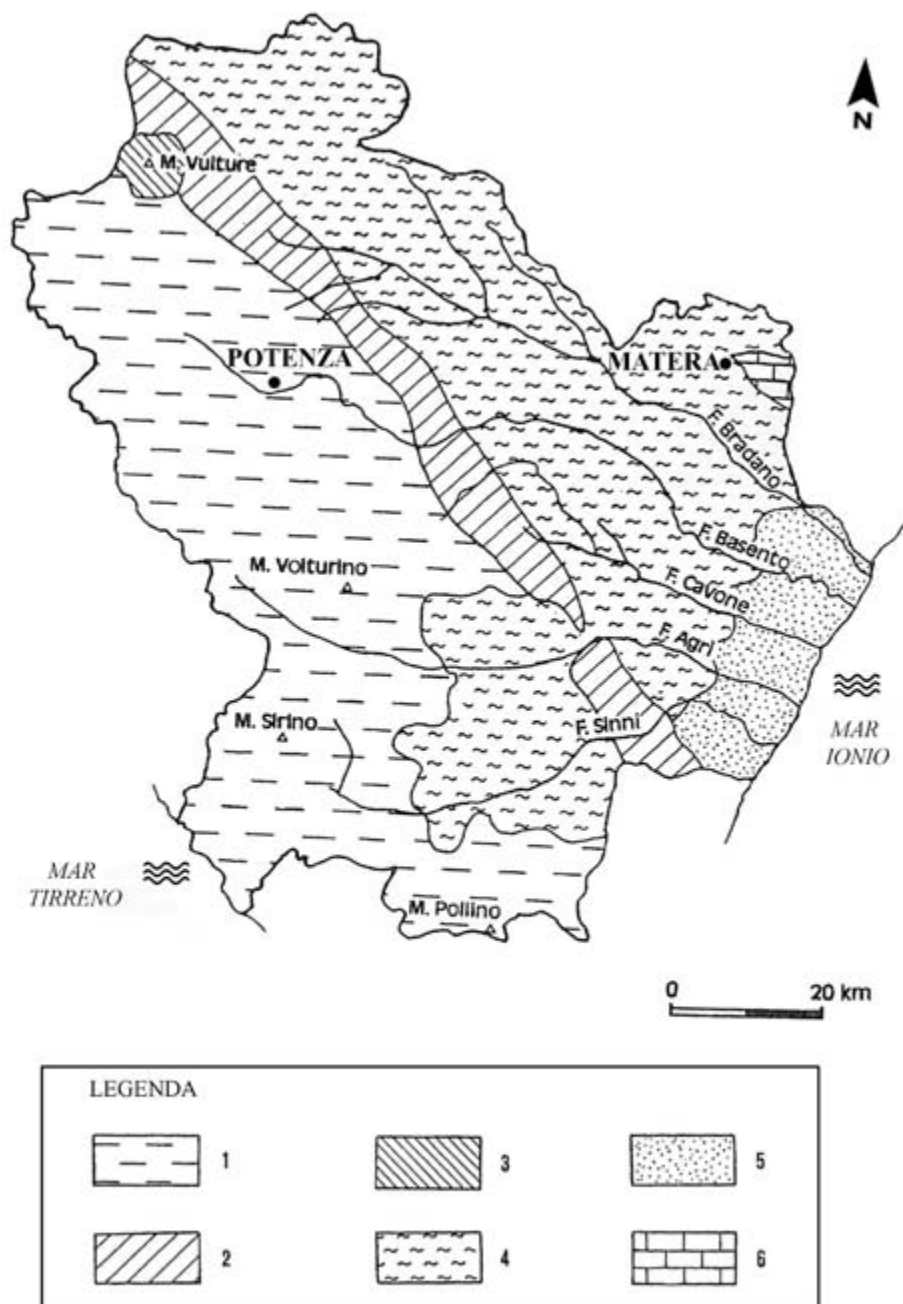 N
M. Vulture
POTENZA
MATERA
F. Bradano
F. Basento
M. Volturino
F. Cavone
F. Agri
M. Sirino
F. Sinni
MAR
IONIO
MAR
TIRRENO
M. Pollino
0 20 km
LEGENDA
1 3 5
2 4 6